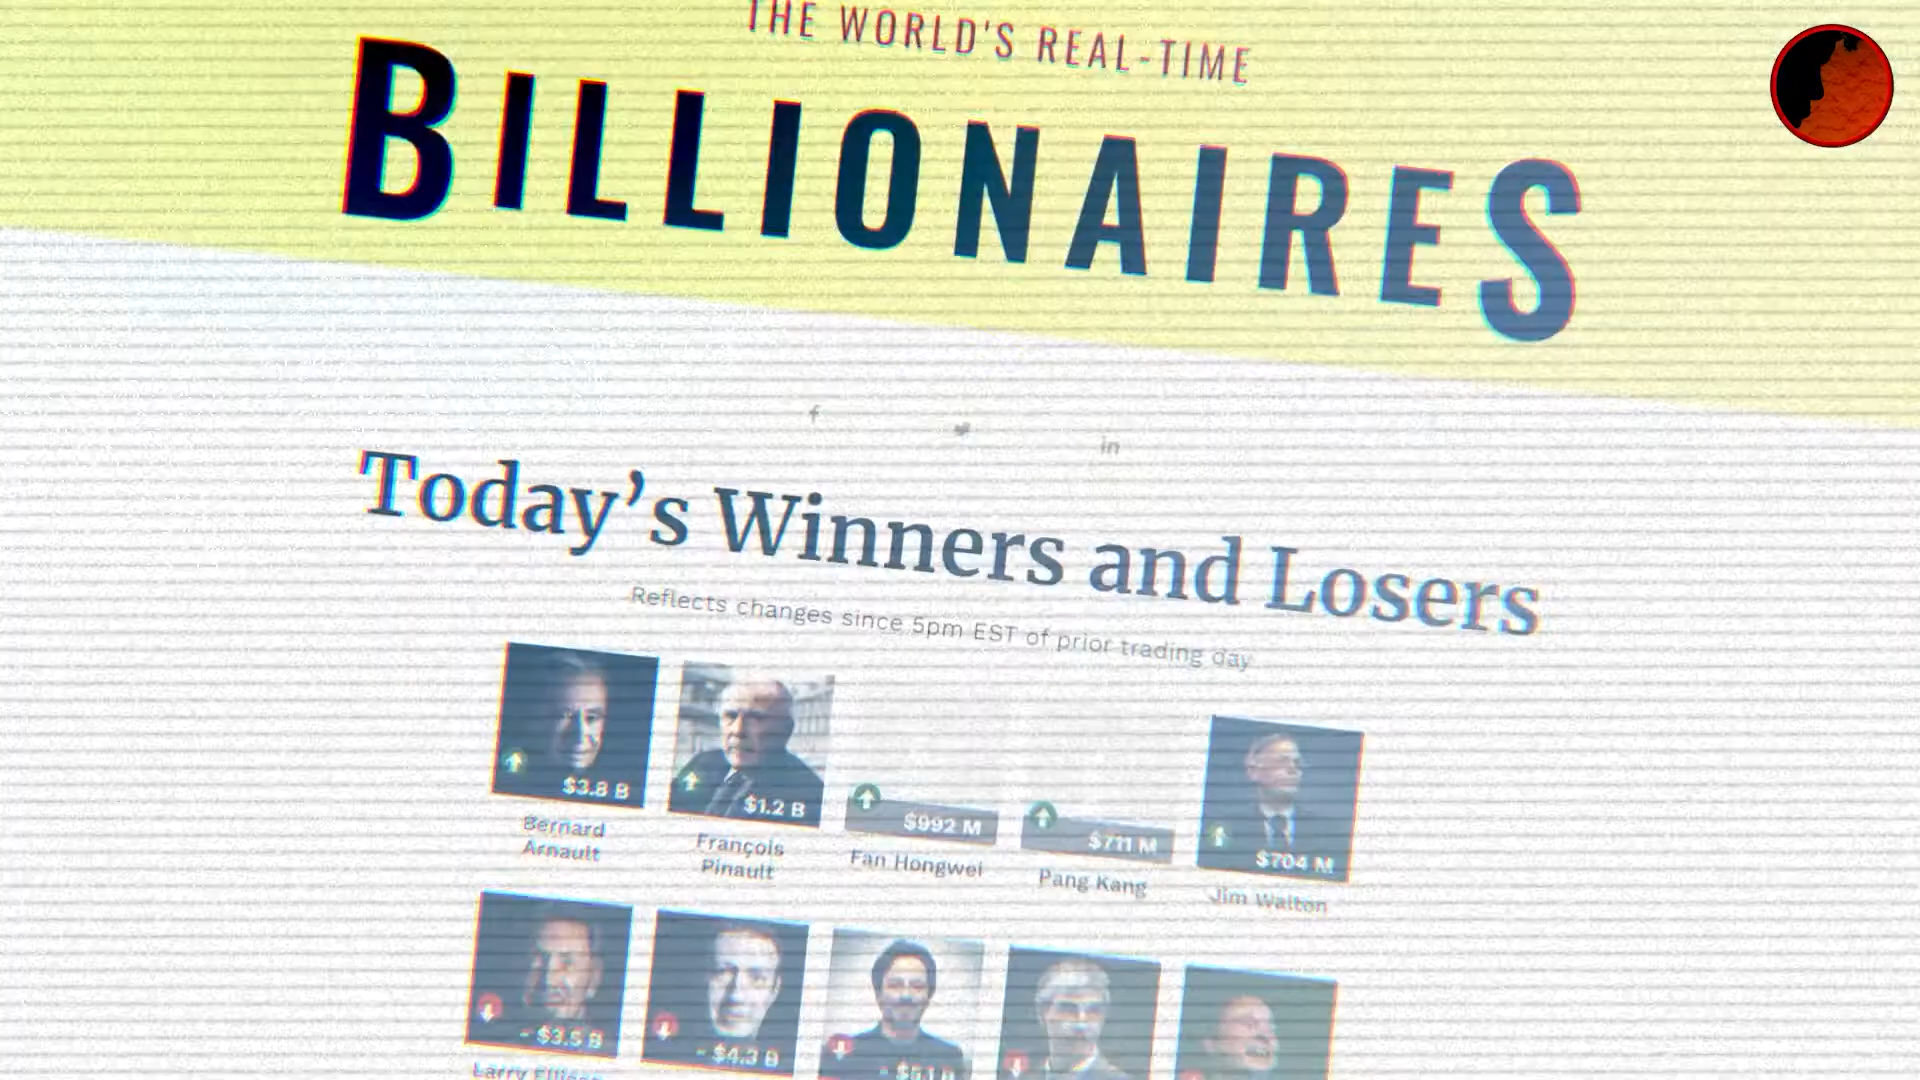 THE WORLD'S REAL-TIME
BILLIONAIRES
f
in
Today's Winners and Losers
Reflects changes since 5pm EST of prior trading day
$3.8 B
$1.2 B
$992 M
$711 M
$704 M
Bernard
Arnault
François
Pinault
Fan Hongwei
Pang Kang
Jim Walton
- $3.5 B
- $4.3 B
Larry